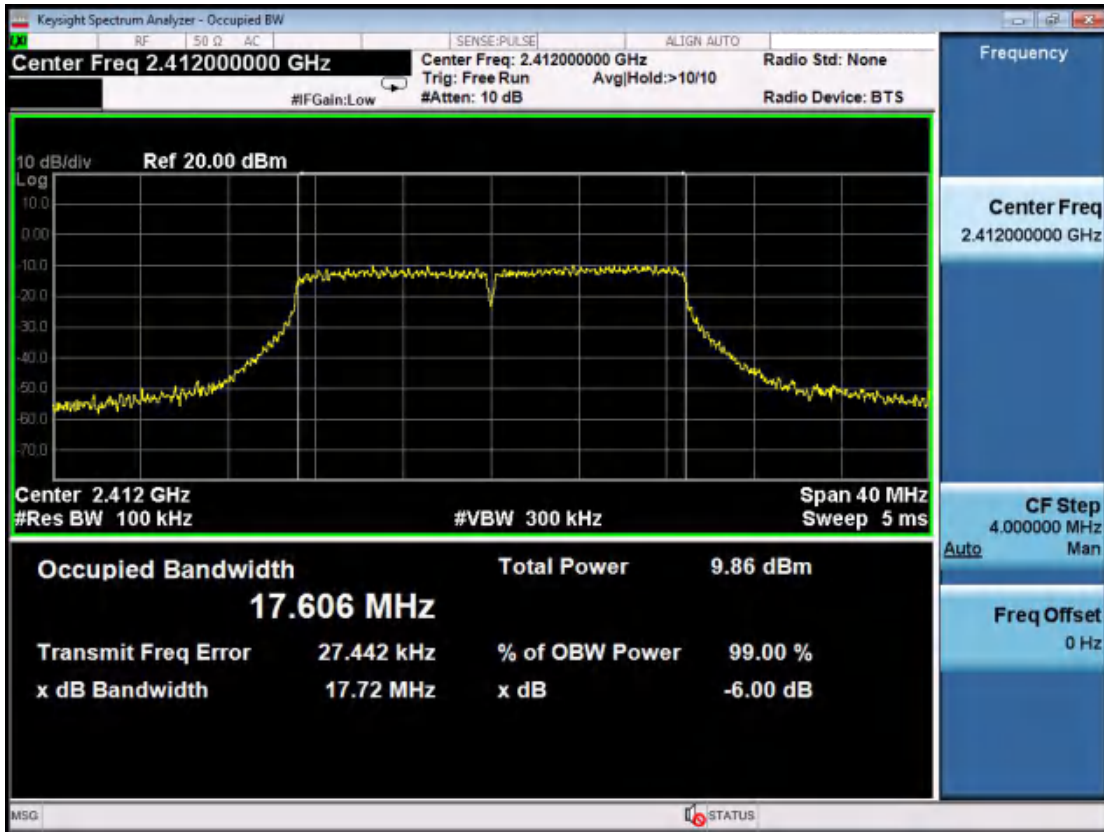 Keysight Spectrum Analyzer - Occupied BW
LXI RF 50 Ω AC SENSE:PULSE ALIGN AUTO
Center Freq 2.412000000 GHz
#IFGain:Low
Center Freq: 2.412000000 GHz
Trig: Free Run Avg|Hold:>10/10
#Atten: 10 dB
Radio Std: None
Radio Device: BTS
10 dB/div Ref 20.00 dBm
Log
10.0
0.00
-10.0
-20.0
-30.0
-40.0
-50.0
-60.0
-70.0
Center 2.412 GHz Span 40 MHz
#Res BW 100 kHz #VBW 300 kHz Sweep 5 ms
Occupied Bandwidth Total Power 9.86 dBm
17.606 MHz
Transmit Freq Error 27.442 kHz % of OBW Power 99.00 %
x dB Bandwidth 17.72 MHz x dB -6.00 dB
MSG STATUS
Frequency
Center Freq
2.412000000 GHz
CF Step
4.000000 MHz
Auto Man
Freq Offset
0 Hz